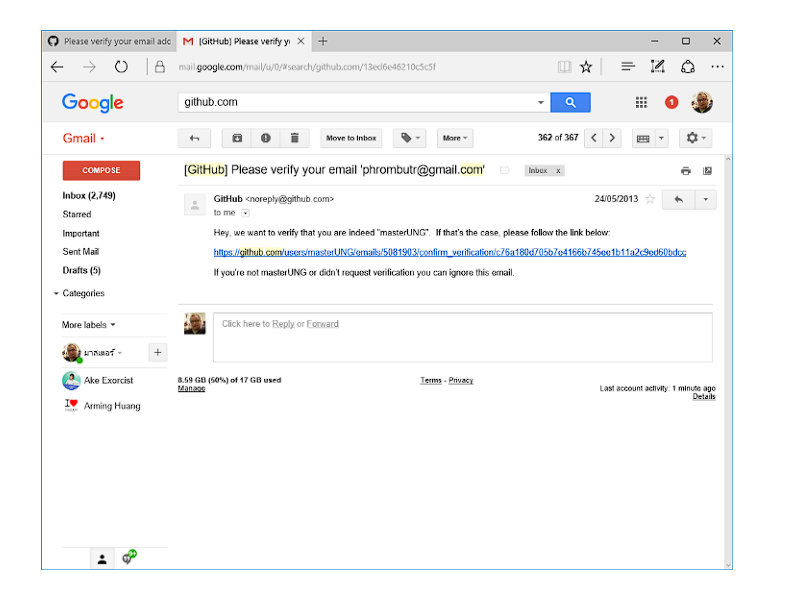 Please verify your email adc
[GitHub] Please verify yi
mail.google.com/mail/u/0/#search/github.com/13ed6e46210c5c5f
Google
github.com
1
Gmail
Move to Inbox
More
362 of 367
COMPOSE
[GitHub] Please verify your email 'phrombutr@gmail.com'
Inbox x
Inbox (2,749)
Starred
Important
Sent Mail
Drafts (5)
Categories
More labels
มาสเตอร์
Ake Exorcist
Arming Huang
GitHub <noreply@github.com>
24/05/2013
to me
Hey, we want to verify that you are indeed "masterUNG". If that's the case, please follow the link below:
https://github.com/users/masterUNG/emails/5081903/confirm_verification/c76a180d705b7e4166b745ee1b11a2c9ed60bdcc
If you're not masterUNG or didn't request verification you can ignore this email.
Click here to Reply or Forward
8.59 GB (50%) of 17 GB used
Manage
Terms - Privacy
Last account activity: 1 minute ago
Details